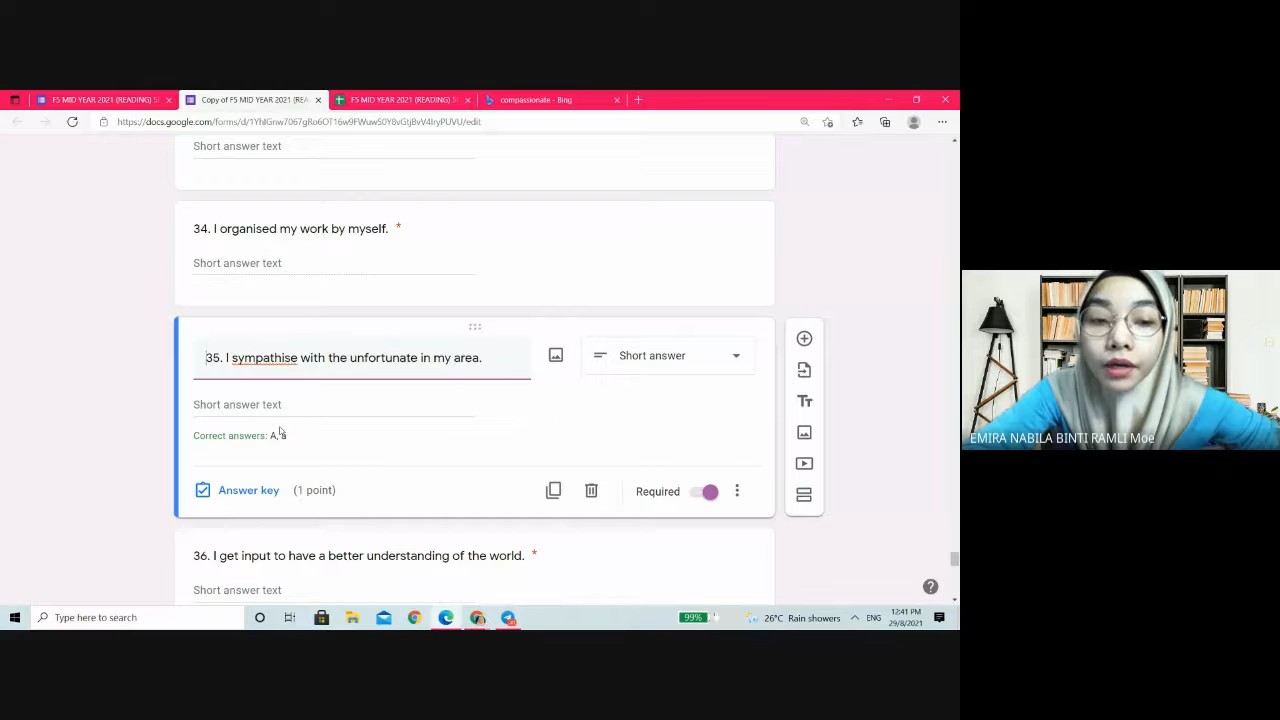 F5 MID YEAR 2021 (READING)
Copy of F5 MID YEAR 2021
F5 MID YEAR 2021 (READING)
compassionate - Bing
Short answer text
34. I organised my work by myself. *
Short answer text
35. I sympathise with the unfortunate in my area.
Short answer
Short answer text
Correct answers: A, a
Answer key
(1 point)
Required
36. I get input to have a better understanding of the world. *
Short answer text
EMIRA NABILA BINTI RAMLI Moe
Type here to search
99%
26°C Rain showers
ENG
12:41 PM
29/8/2021